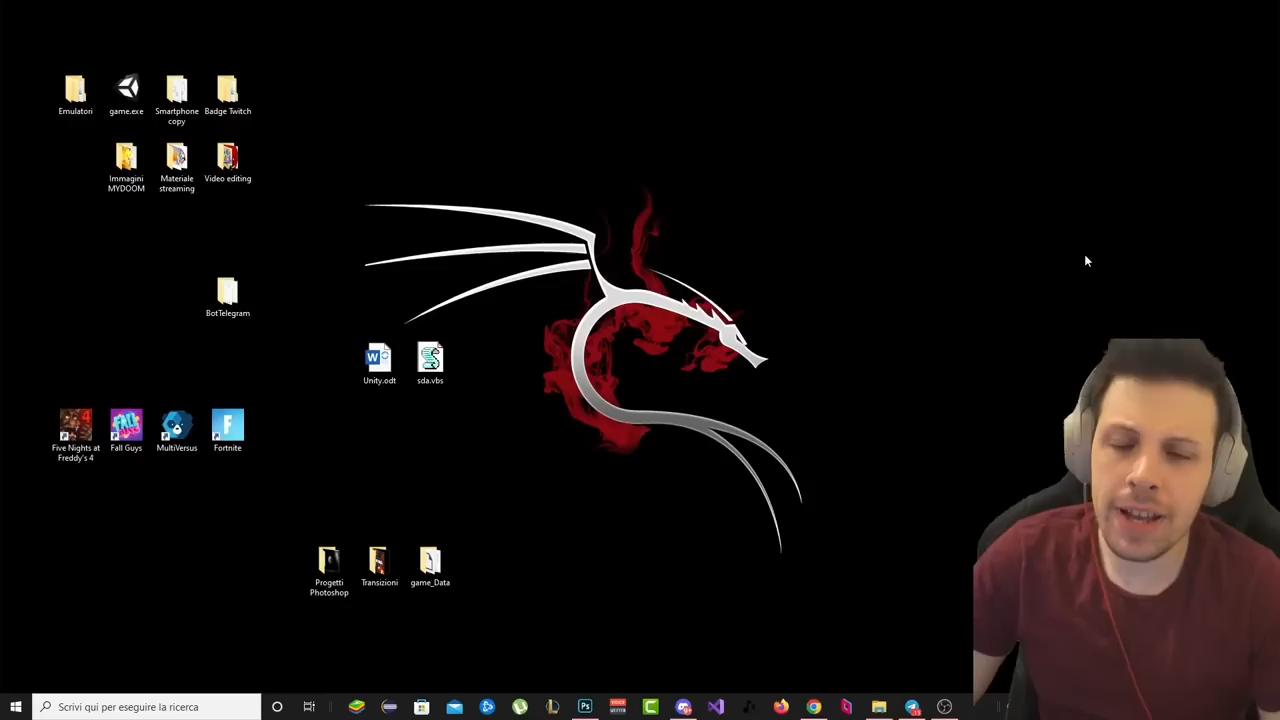 Emulatori
game.exe
Smartphone
copy
Badge Twitch
Immagini
MYDOOM
Materiale
streaming
Video editing
BotTelegram
Unity.odt
sda.vbs
Five Nights at
Freddy's 4
Fall Guys
MultiVersus
Fortnite
Progetti
Photoshop
Transizioni
game_Data
Scrivi qui per eseguire la ricerca